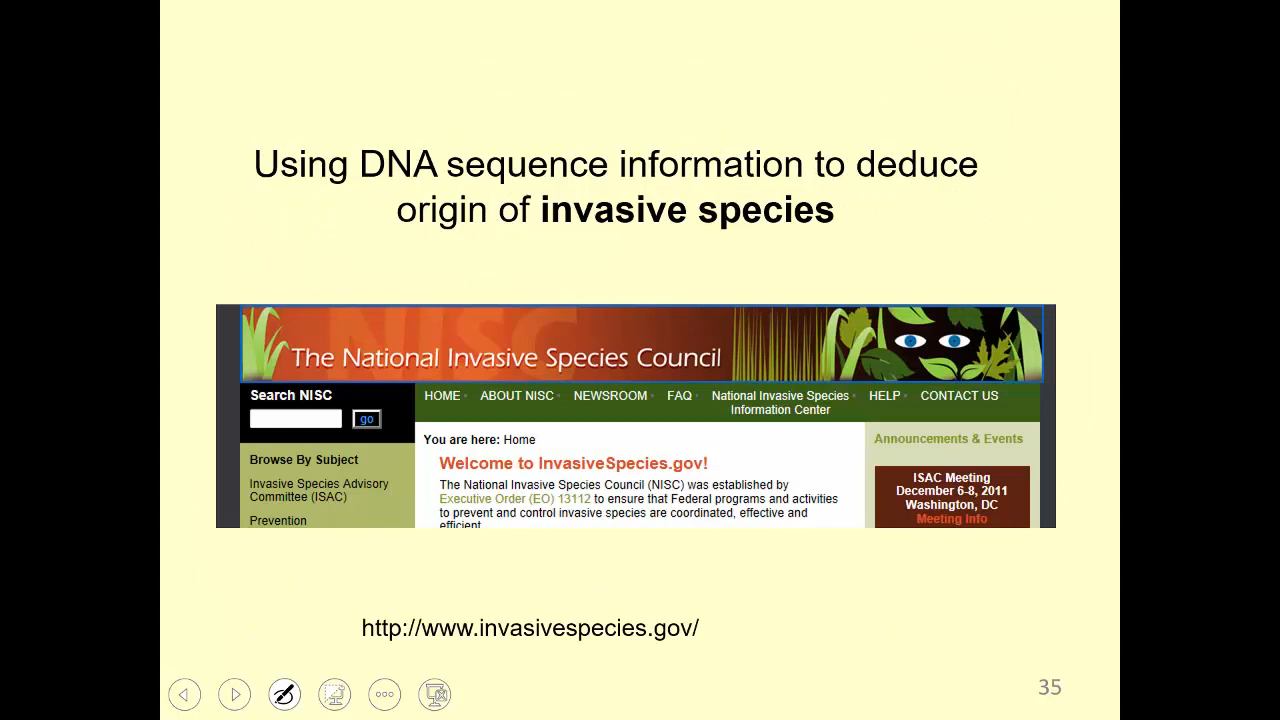 Using DNA sequence information to deduce
origin of invasive species
NISC
The National Invasive Species Council
Search NISC
go
HOME
ABOUT NISC
NEWSROOM
FAQ
National Invasive Species
Information Center
HELP
CONTACT US
Browse By Subject
Invasive Species Advisory
Committee (ISAC)
Prevention
You are here: Home
Welcome to InvasiveSpecies.gov!
The National Invasive Species Council (NISC) was established by
Executive Order (EO) 13112 to ensure that Federal programs and activities
to prevent and control invasive species are coordinated, effective and
efficient
Announcements & Events
ISAC Meeting
December 6-8, 2011
Washington, DC
Meeting Info
http://www.invasivespecies.gov/
35